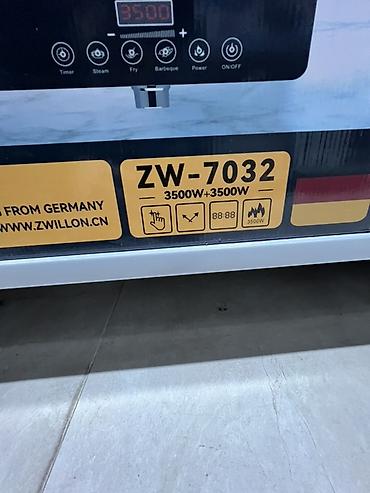 3500
- +
Timer Steam Fry Barbeque Power ON/OFF
ZW-7032
3500W+3500W
FROM GERMANY
WWW.ZWILLON.CN
88:88
3500W